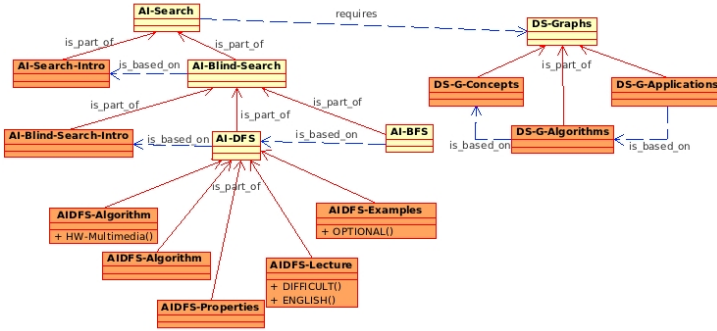 AI-Search
requires
DS-Graphs
is_part_of
is_part_of
AI-Search-Intro
is_based_on
AI-Blind-Search
is_part_of
DS-G-Concepts
DS-G-Applications
is_part_of
is_part_of
is_part_of
AI-Blind-Search-Intro
is_based_on
AI-DFS
is_based_on
AI-BFS
DS-G-Algorithms
is_based_on
is_based_on
is_part_of
AIDFS-Algorithm
+ HW-Multimedia()
AIDFS-Examples
+ OPTIONAL()
AIDFS-Algorithm
AIDFS-Lecture
+ DIFFICULT()
+ ENGLISH()
AIDFS-Properties